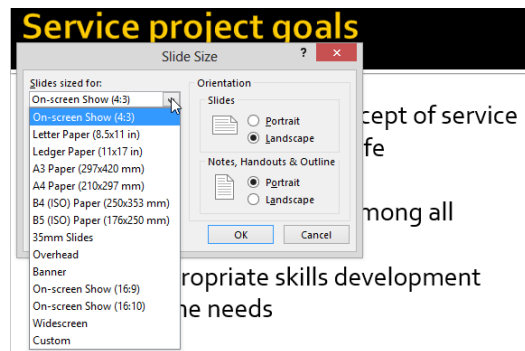 Service project goals
Slide Size
?
Slides sized for:
On-screen Show (4:3)
On-screen Show (4:3)
Letter Paper (8.5x11 in)
Ledger Paper (11x17 in)
A3 Paper (297x420 mm)
A4 Paper (210x297 mm)
B4 (ISO) Paper (250x353 mm)
B5 (ISO) Paper (176x250 mm)
35mm Slides
Overhead
Banner
On-screen Show (16:9)
On-screen Show (16:10)
Widescreen
Custom
Orientation
Slides
Portrait
Landscape
Notes, Handouts & Outline
Portrait
Landscape
OK Cancel
cept of service
fe
mong all
ropriate skills development
e needs